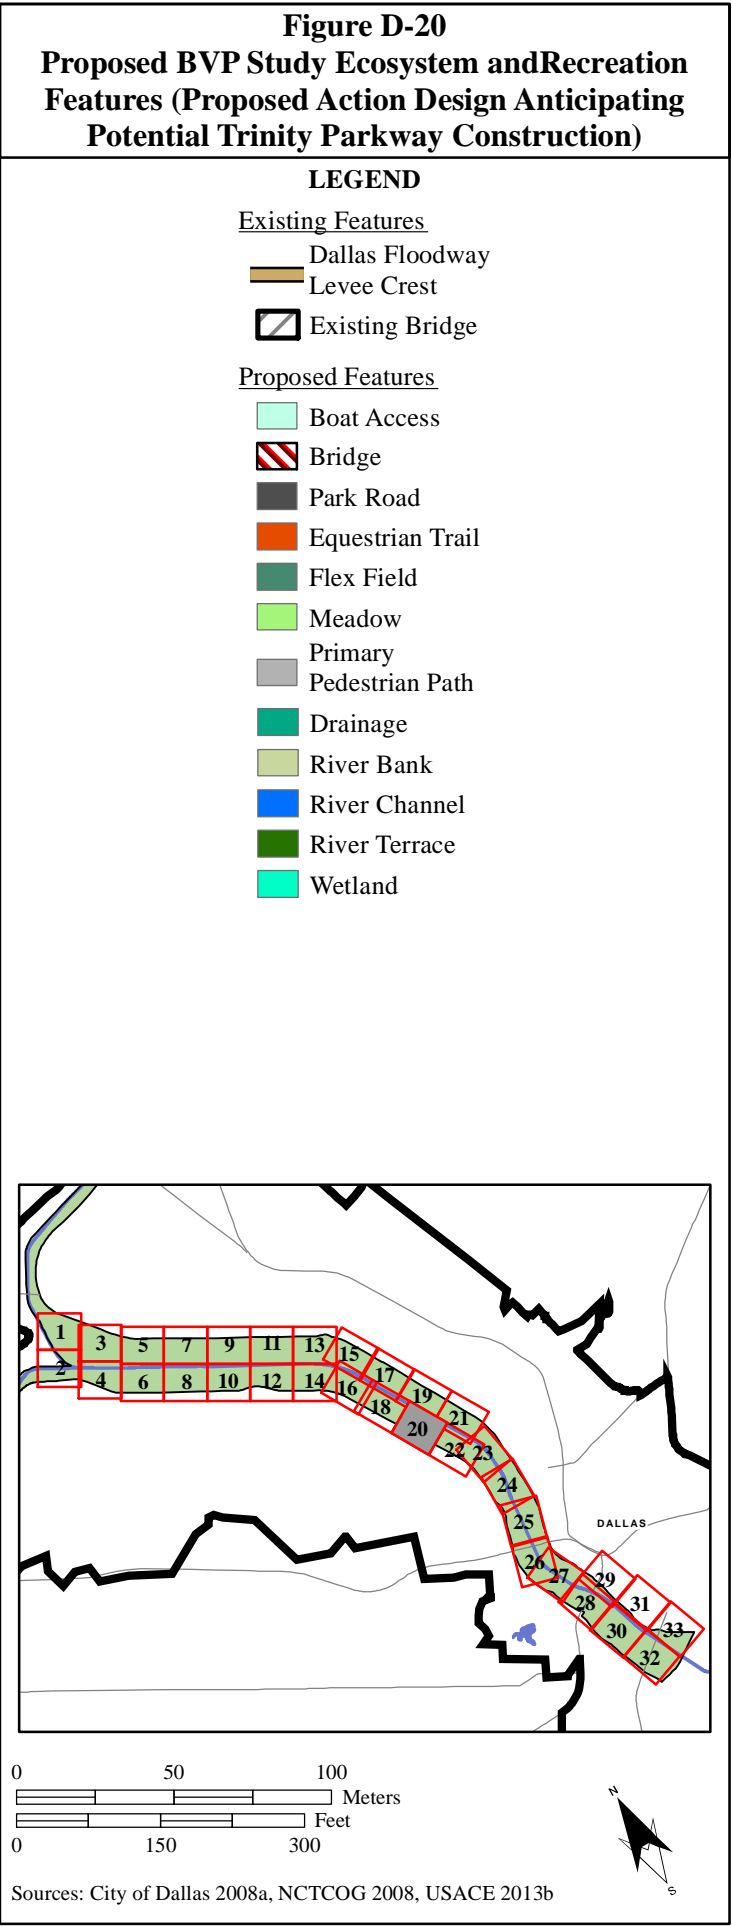 Figure D-20
Proposed BVP Study Ecosystem andRecreation
Features (Proposed Action Design Anticipating
Potential Trinity Parkway Construction)
LEGEND
Existing Features
Dallas Floodway
Levee Crest
Existing Bridge
Proposed Features
Boat Access
Bridge
Park Road
Equestrian Trail
Flex Field
Meadow
Primary
Pedestrian Path
Drainage
River Bank
River Channel
River Terrace
Wetland
1
3 5 7 9 11 13 15
2 4 6 8 10 12 14 16
17
18
19
20
21
22
23
24
25
DALLAS
26
27
28
29
30
31
32
33
0 50 100
Meters
Feet
0 150 300
N
S
Sources: City of Dallas 2008a, NCTCOG 2008, USACE 2013b